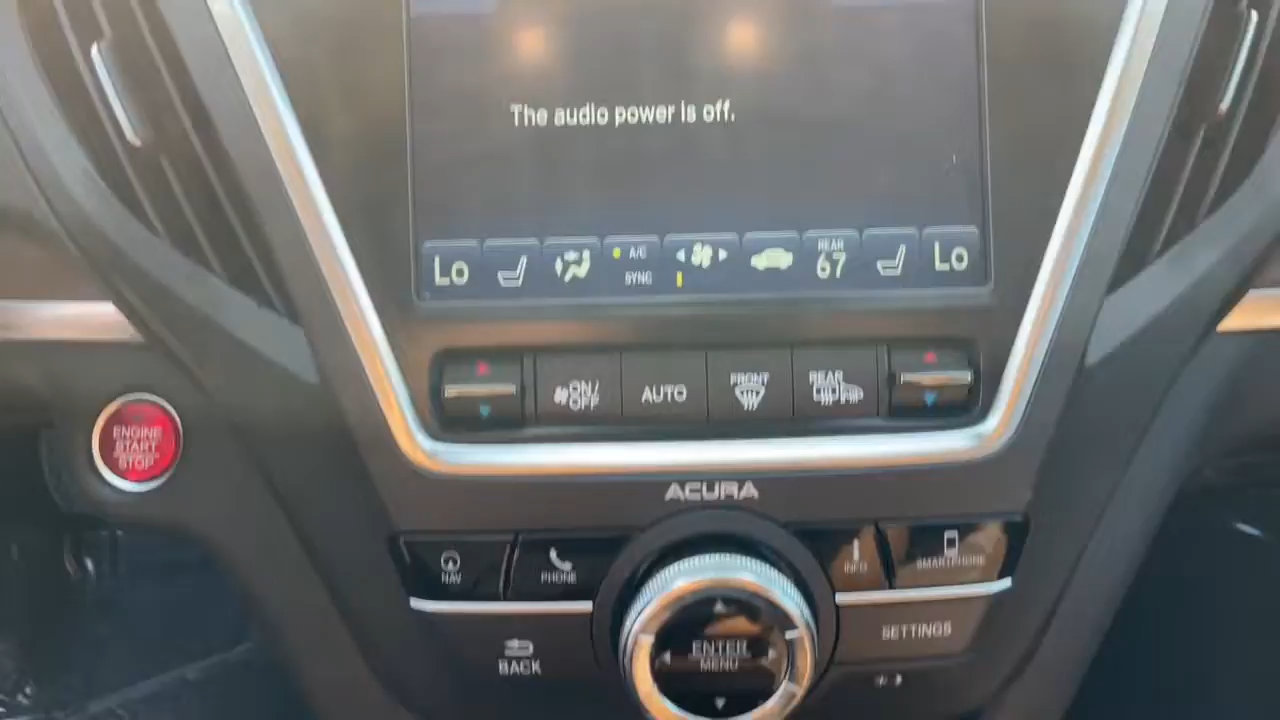 The audio power is off.
Lo
A/C
SYNC
REAR
67
Lo
ON/
OFF
AUTO
FRONT
REAR
ENGINE
START
STOP
ACURA
NAV
PHONE
INFO
SMARTPHONE
BACK
ENTER
MENU
SETTINGS